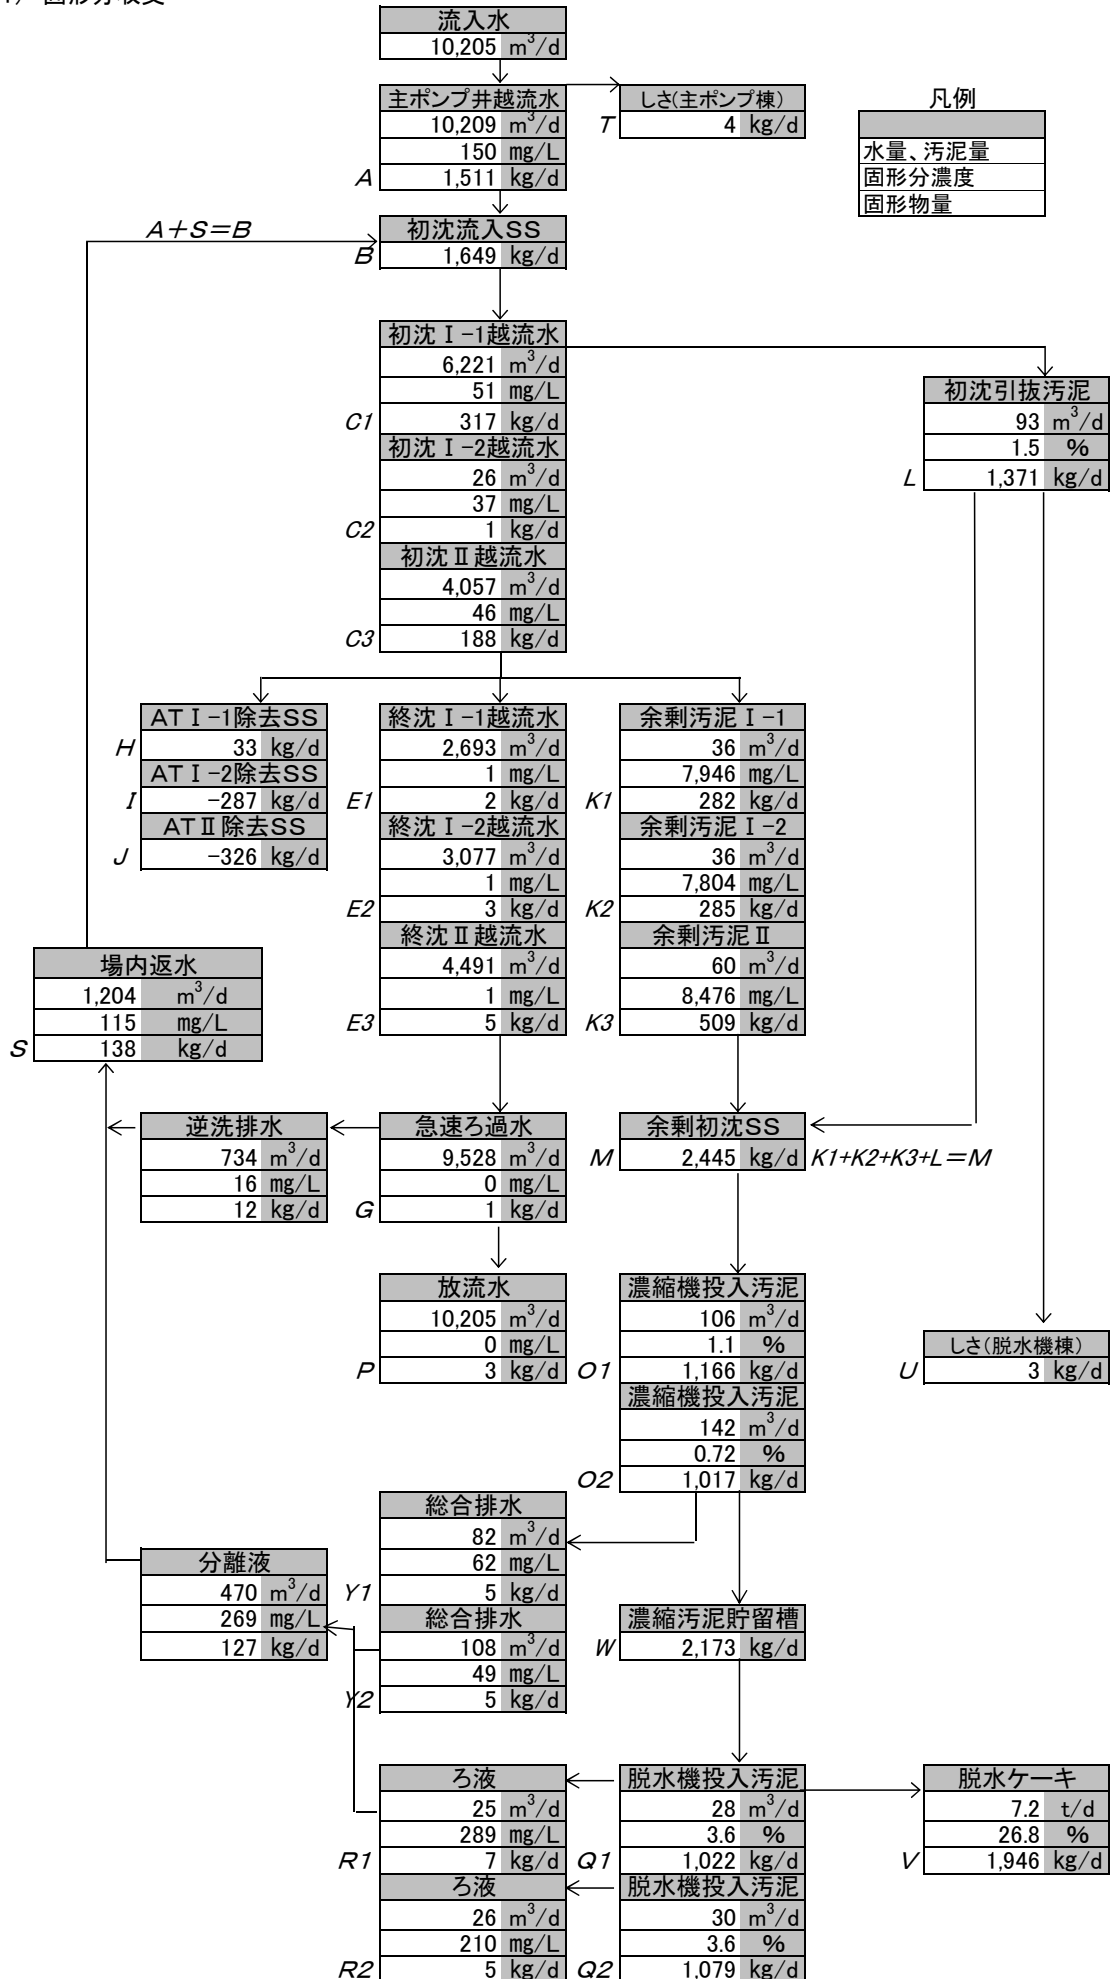 流入水
10,205 m³/d
主ポンプ井越流水
10,209 m³/d
150 mg/L
A 1,511 kg/d
しさ(主ポンプ棟)
T 4 kg/d
凡例
水量、汚泥量
固形分濃度
固形物量
A+S=B
初沈流入SS
B 1,649 kg/d
初沈Ⅰ-1越流水
6,221 m³/d
51 mg/L
C1 317 kg/d
初沈Ⅰ-2越流水
26 m³/d
37 mg/L
C2 1 kg/d
初沈Ⅱ越流水
4,057 m³/d
46 mg/L
C3 188 kg/d
初沈引抜汚泥
93 m³/d
1.5 %
L 1,371 kg/d
ATⅠ-1除去SS
H 33 kg/d
ATⅠ-2除去SS
I -287 kg/d
ATⅡ除去SS
J -326 kg/d
終沈Ⅰ-1越流水
2,693 m³/d
1 mg/L
E1 2 kg/d
終沈Ⅰ-2越流水
3,077 m³/d
1 mg/L
E2 3 kg/d
終沈Ⅱ越流水
4,491 m³/d
1 mg/L
E3 5 kg/d
余剰汚泥Ⅰ-1
36 m³/d
7,946 mg/L
K1 282 kg/d
余剰汚泥Ⅰ-2
36 m³/d
7,804 mg/L
K2 285 kg/d
余剰汚泥Ⅱ
60 m³/d
8,476 mg/L
K3 509 kg/d
場内返水
1,204 m³/d
115 mg/L
S 138 kg/d
逆洗排水
734 m³/d
16 mg/L
12 kg/d
急速ろ過水
9,528 m³/d
0 mg/L
G 1 kg/d
余剰初沈SS
M 2,445 kg/d K1+K2+K3+L=M
放流水
10,205 m³/d
0 mg/L
P 3 kg/d
濃縮機投入汚泥
106 m³/d
1.1 %
O1 1,166 kg/d
濃縮機投入汚泥
142 m³/d
0.72 %
O2 1,017 kg/d
しさ(脱水機棟)
U 3 kg/d
総合排水
82 m³/d
62 mg/L
Y1 5 kg/d
総合排水
108 m³/d
49 mg/L
Y2 5 kg/d
分離液
470 m³/d
269 mg/L
127 kg/d
濃縮汚泥貯留槽
W 2,173 kg/d
ろ液
25 m³/d
289 mg/L
R1 7 kg/d
ろ液
26 m³/d
210 mg/L
R2 5 kg/d
脱水機投入汚泥
28 m³/d
3.6 %
Q1 1,022 kg/d
脱水機投入汚泥
30 m³/d
3.6 %
Q2 1,079 kg/d
脱水ケーキ
7.2 t/d
26.8 %
V 1,946 kg/d